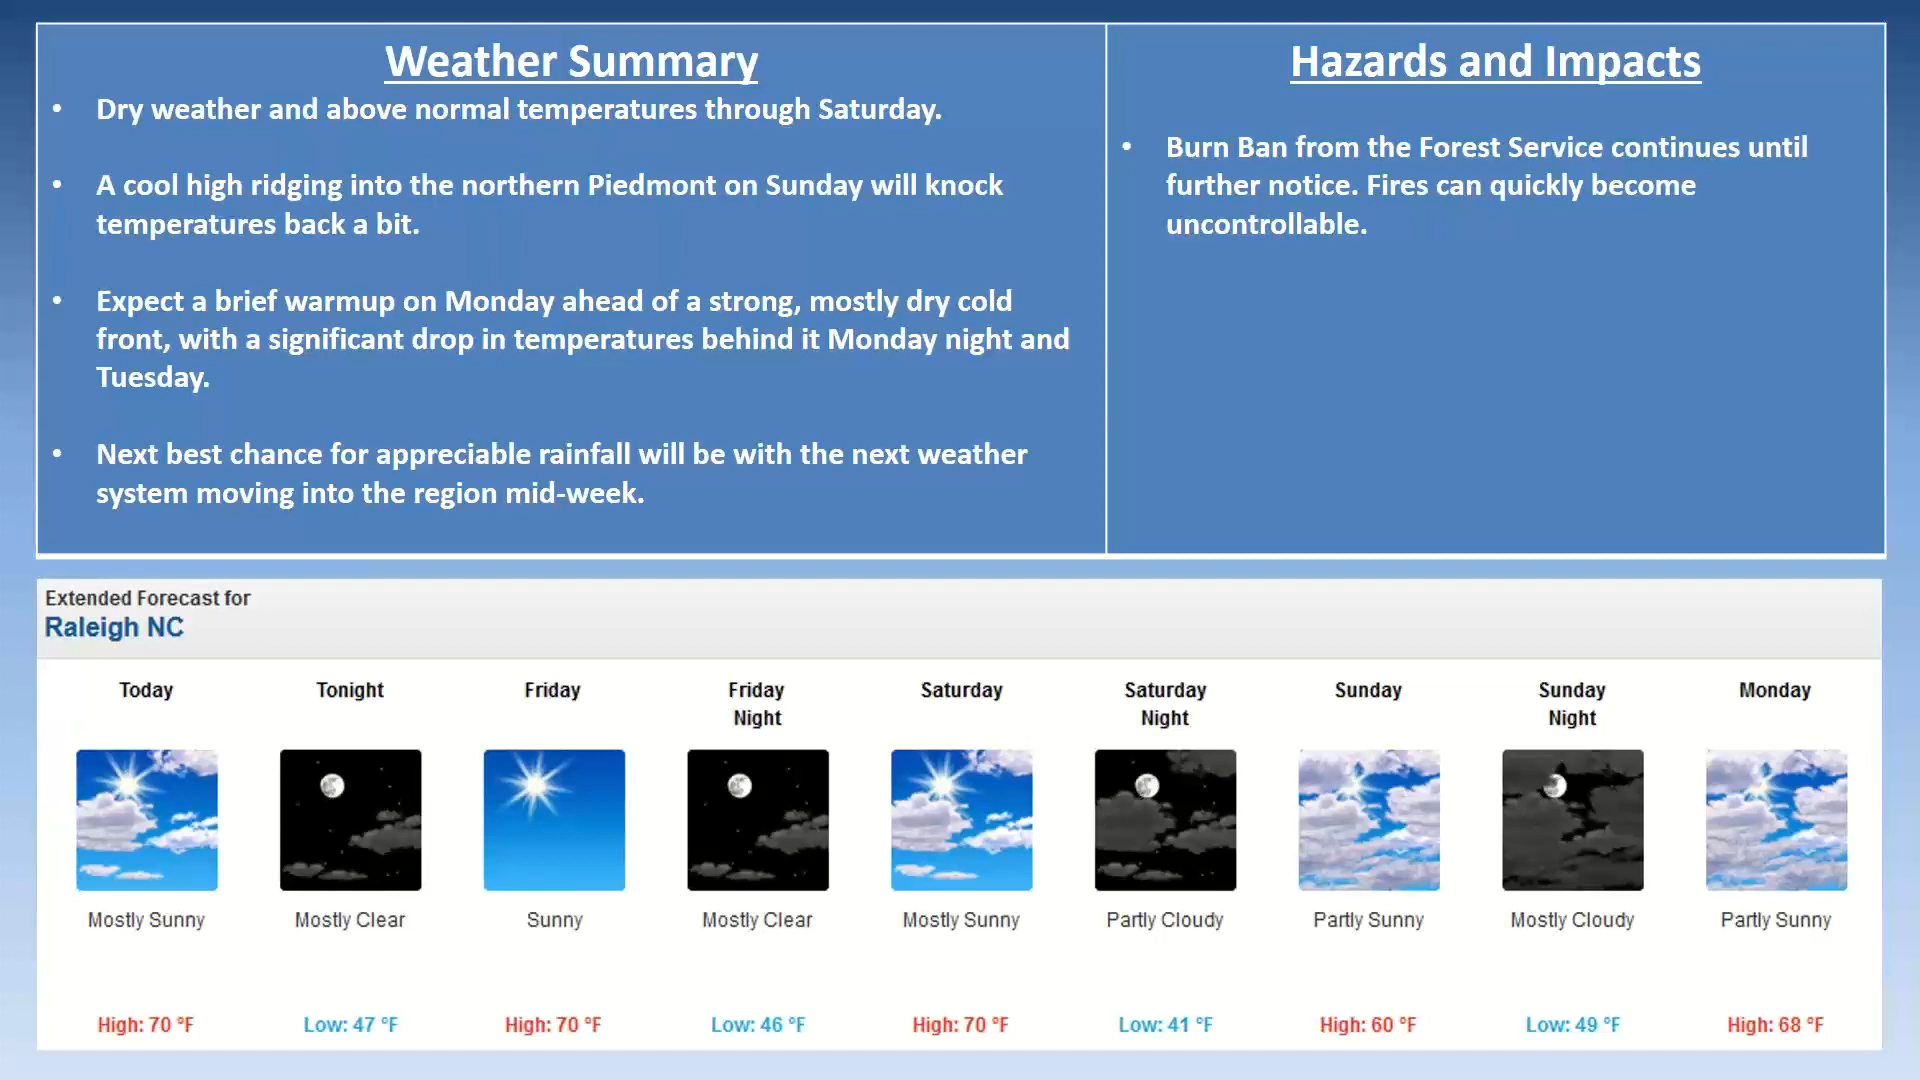 Weather Summary
• Dry weather and above normal temperatures through Saturday.
• A cool high ridging into the northern Piedmont on Sunday will knock
temperatures back a bit.
• Expect a brief warmup on Monday ahead of a strong, mostly dry cold
front, with a significant drop in temperatures behind it Monday night and
Tuesday.
• Next best chance for appreciable rainfall will be with the next weather
system moving into the region mid-week.
Hazards and Impacts
• Burn Ban from the Forest Service continues until
further notice. Fires can quickly become
uncontrollable.
Extended Forecast for
Raleigh NC
Today
Mostly Sunny
High: 70 °F
Tonight
Mostly Clear
Low: 47 °F
Friday
Sunny
High: 70 °F
Friday
Night
Mostly Clear
Low: 46 °F
Saturday
Mostly Sunny
High: 70 °F
Saturday
Night
Partly Cloudy
Low: 41 °F
Sunday
Partly Sunny
High: 60 °F
Sunday
Night
Mostly Cloudy
Low: 49 °F
Monday
Partly Sunny
High: 68 °F